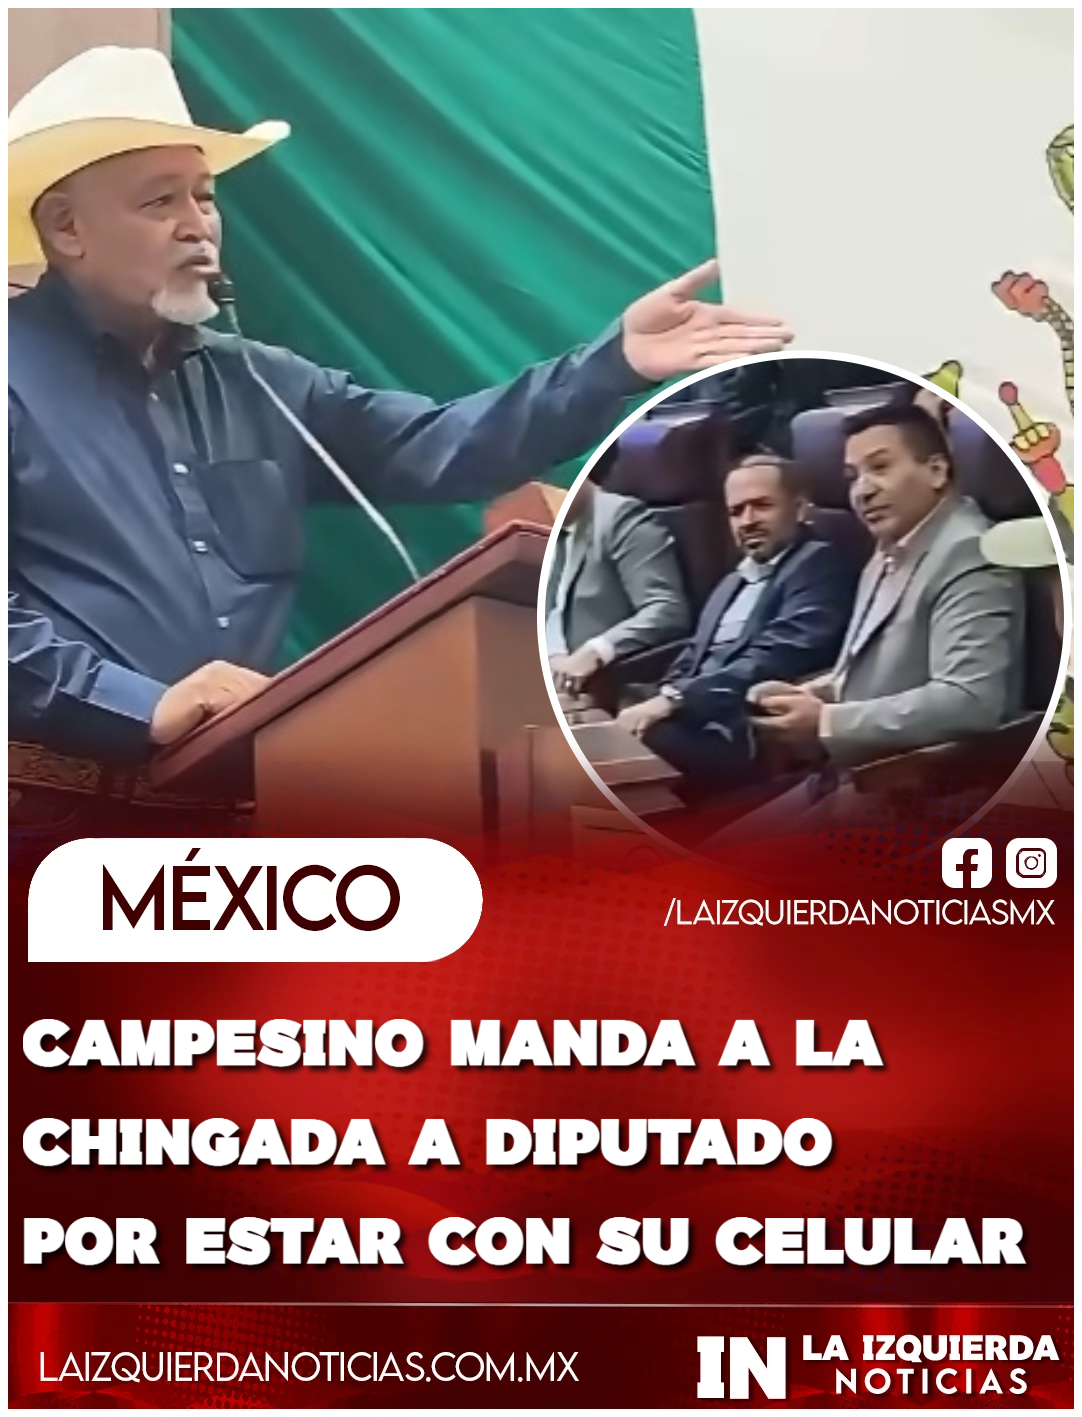 MÉXICO
/LAIZQUIERDANOTICIASMX
CAMPESINO MANDA A LA
CHINGADA A DIPUTADO
POR ESTAR CON SU CELULAR
LAIZQUIERDANOTICIAS.COM.MX
IN LA IZQUIERDA
NOTICIAS